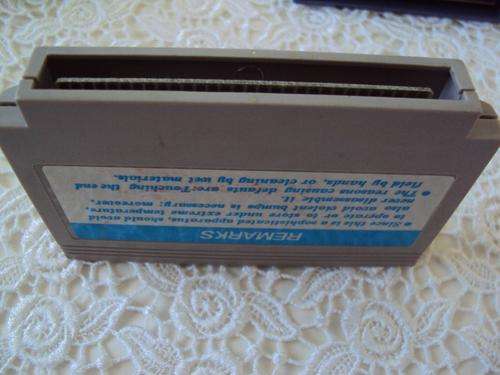 REMARKS
● Since this is sophisticated apparatus, should avoid
to operate or to store under extreme temperature,
also avoid violent bumps is necessary; moreover,
never disassemble it.
● The reasons causing defauts are:Touching the end
field by hands, or cleaning by wet materials.